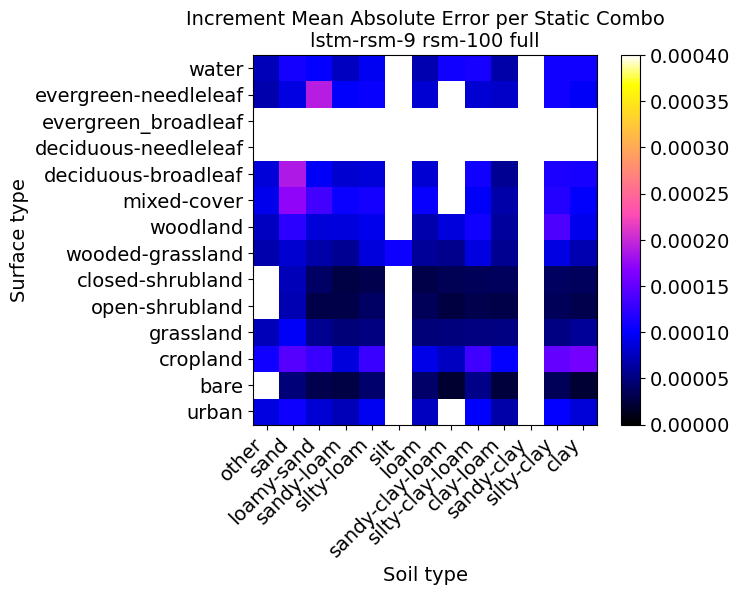 Increment Mean Absolute Error per Static Combo
lstm-rsm-9 rsm-100 full
Surface type
water
evergreen-needleleaf
evergreen_broadleaf
deciduous-needleleaf
deciduous-broadleaf
mixed-cover
woodland
wooded-grassland
closed-shrubland
open-shrubland
grassland
cropland
bare
urban
0.00040
0.00035
0.00030
0.00025
0.00020
0.00015
0.00010
0.00005
0.00000
other
sand
loamy-sand
sandy-loam
silty-loam
silt
loam
sandy-clay-loam
silty-clay-loam
clay-loam
sandy-clay
silty-clay
clay
Soil type